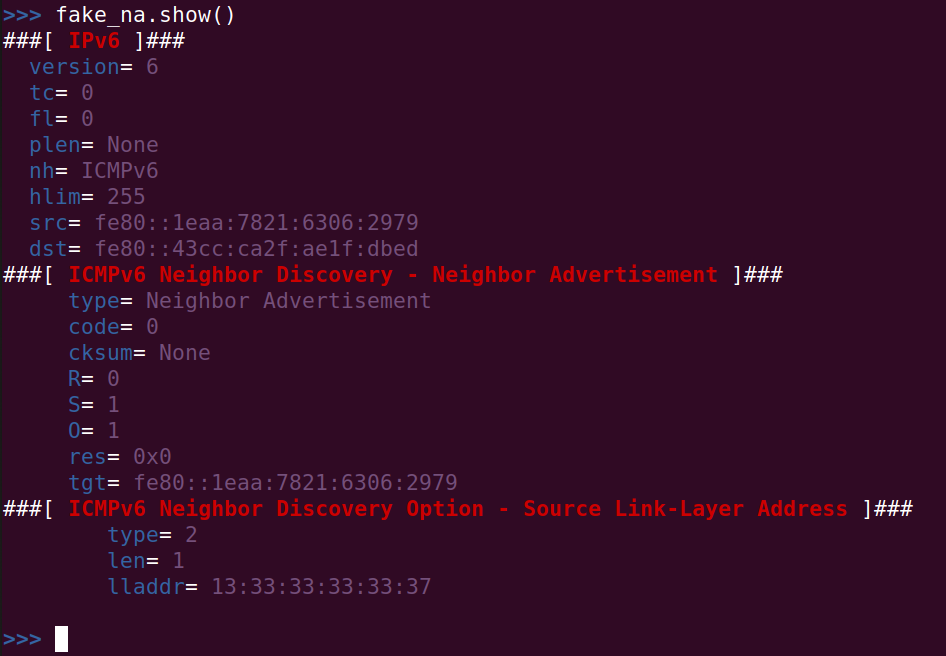 >>> fake_na.show()
###[ IPv6 ]###
  version= 6
  tc= 0
  fl= 0
  plen= None
  nh= ICMPv6
  hlim= 255
  src= fe80::1eaa:7821:6306:2979
  dst= fe80::43cc:ca2f:ae1f:dbed
###[ ICMPv6 Neighbor Discovery - Neighbor Advertisement ]###
     type= Neighbor Advertisement
     code= 0
     cksum= None
     R= 0
     S= 1
     O= 1
     res= 0x0
     tgt= fe80::1eaa:7821:6306:2979
###[ ICMPv6 Neighbor Discovery Option - Source Link-Layer Address ]###
        type= 2
        len= 1
        lladdr= 13:33:33:33:33:37
>>>